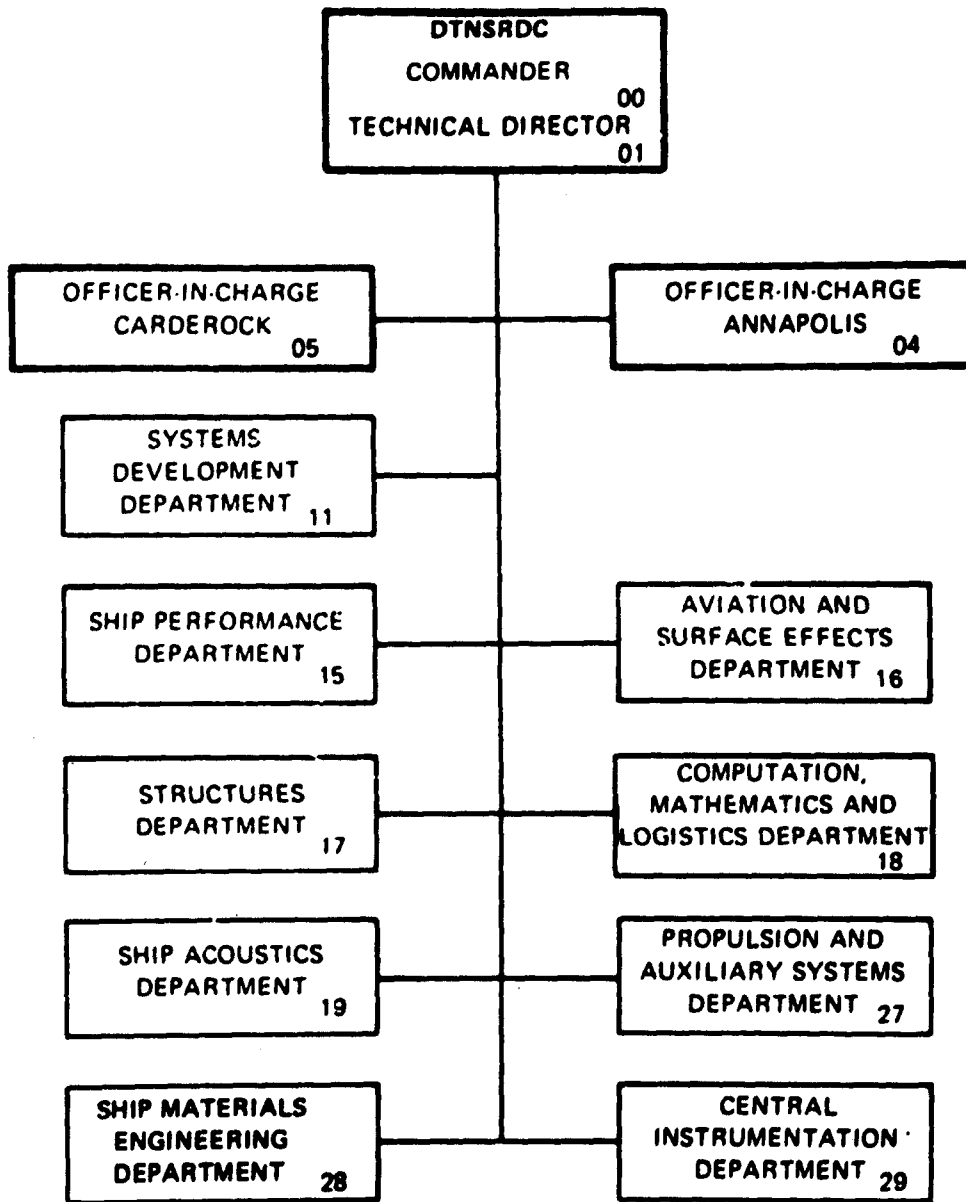 DTNSRDC
COMMANDER
00
TECHNICAL DIRECTOR
01
OFFICER-IN-CHARGE
CARDEROCK
05
OFFICER-IN-CHARGE
ANNAPOLIS
04
SYSTEMS
DEVELOPMENT
DEPARTMENT
11
SHIP PERFORMANCE
DEPARTMENT
15
AVIATION AND
SURFACE EFFECTS
DEPARTMENT
16
STRUCTURES
DEPARTMENT
17
COMPUTATION,
MATHEMATICS AND
LOGISTICS DEPARTMENT
18
SHIP ACOUSTICS
DEPARTMENT
19
PROPULSION AND
AUXILIARY SYSTEMS
DEPARTMENT
27
SHIP MATERIALS
ENGINEERING
DEPARTMENT
28
CENTRAL
INSTRUMENTATION
DEPARTMENT
29